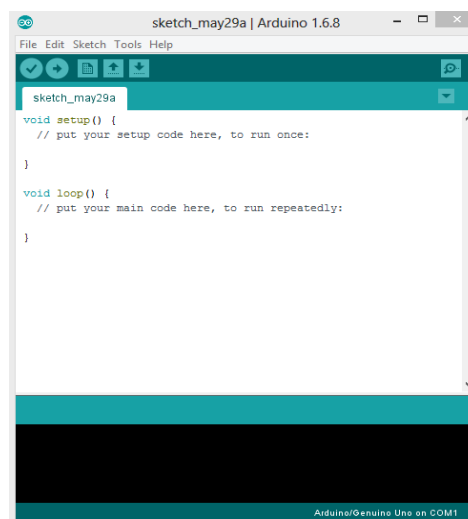 sketch_may29a | Arduino 1.6.8
File Edit Sketch Tools Help
sketch_may29a
void setup() {
  // put your setup code here, to run once:
}
void loop() {
  // put your main code here, to run repeatedly:
}
Arduino/Genuino Uno on COM1